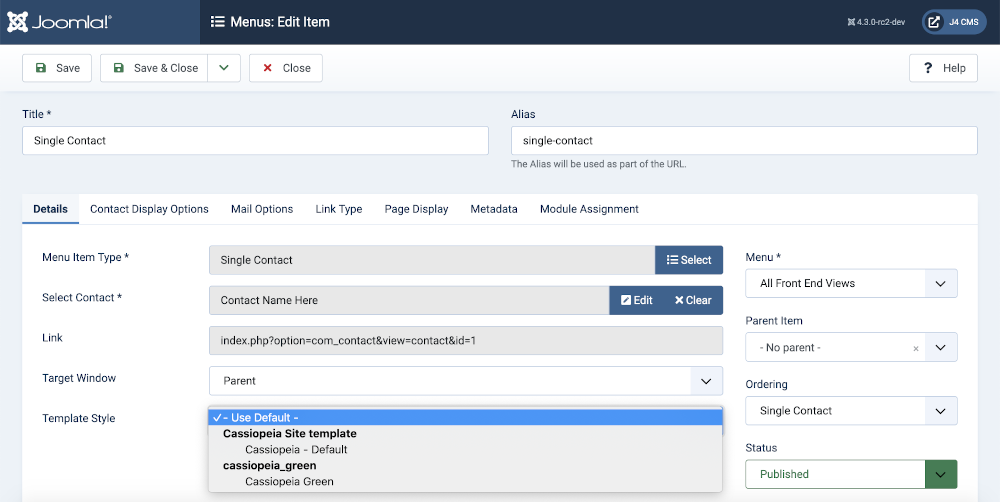 Joomla!® Menus: Edit Item 4.3.0-rc2-dev J4 CMS
Save Save & Close Close Help
Title * Alias
Single Contact single-contact
The Alias will be used as part of the URL.
Details Contact Display Options Mail Options Link Type Page Display Metadata Module Assignment
Menu Item Type * Single Contact Select
Menu *
All Front End Views
Select Contact * Contact Name Here Edit Clear
Parent Item
Link index.php?option=com_contact&view=contact&id=1
- No parent -
Target Window Parent
Ordering
Single Contact
Template Style - Use Default -
Cassiopeia Site template
Cassiopeia - Default
cassiopeia_green
Cassiopeia Green
Status
Published